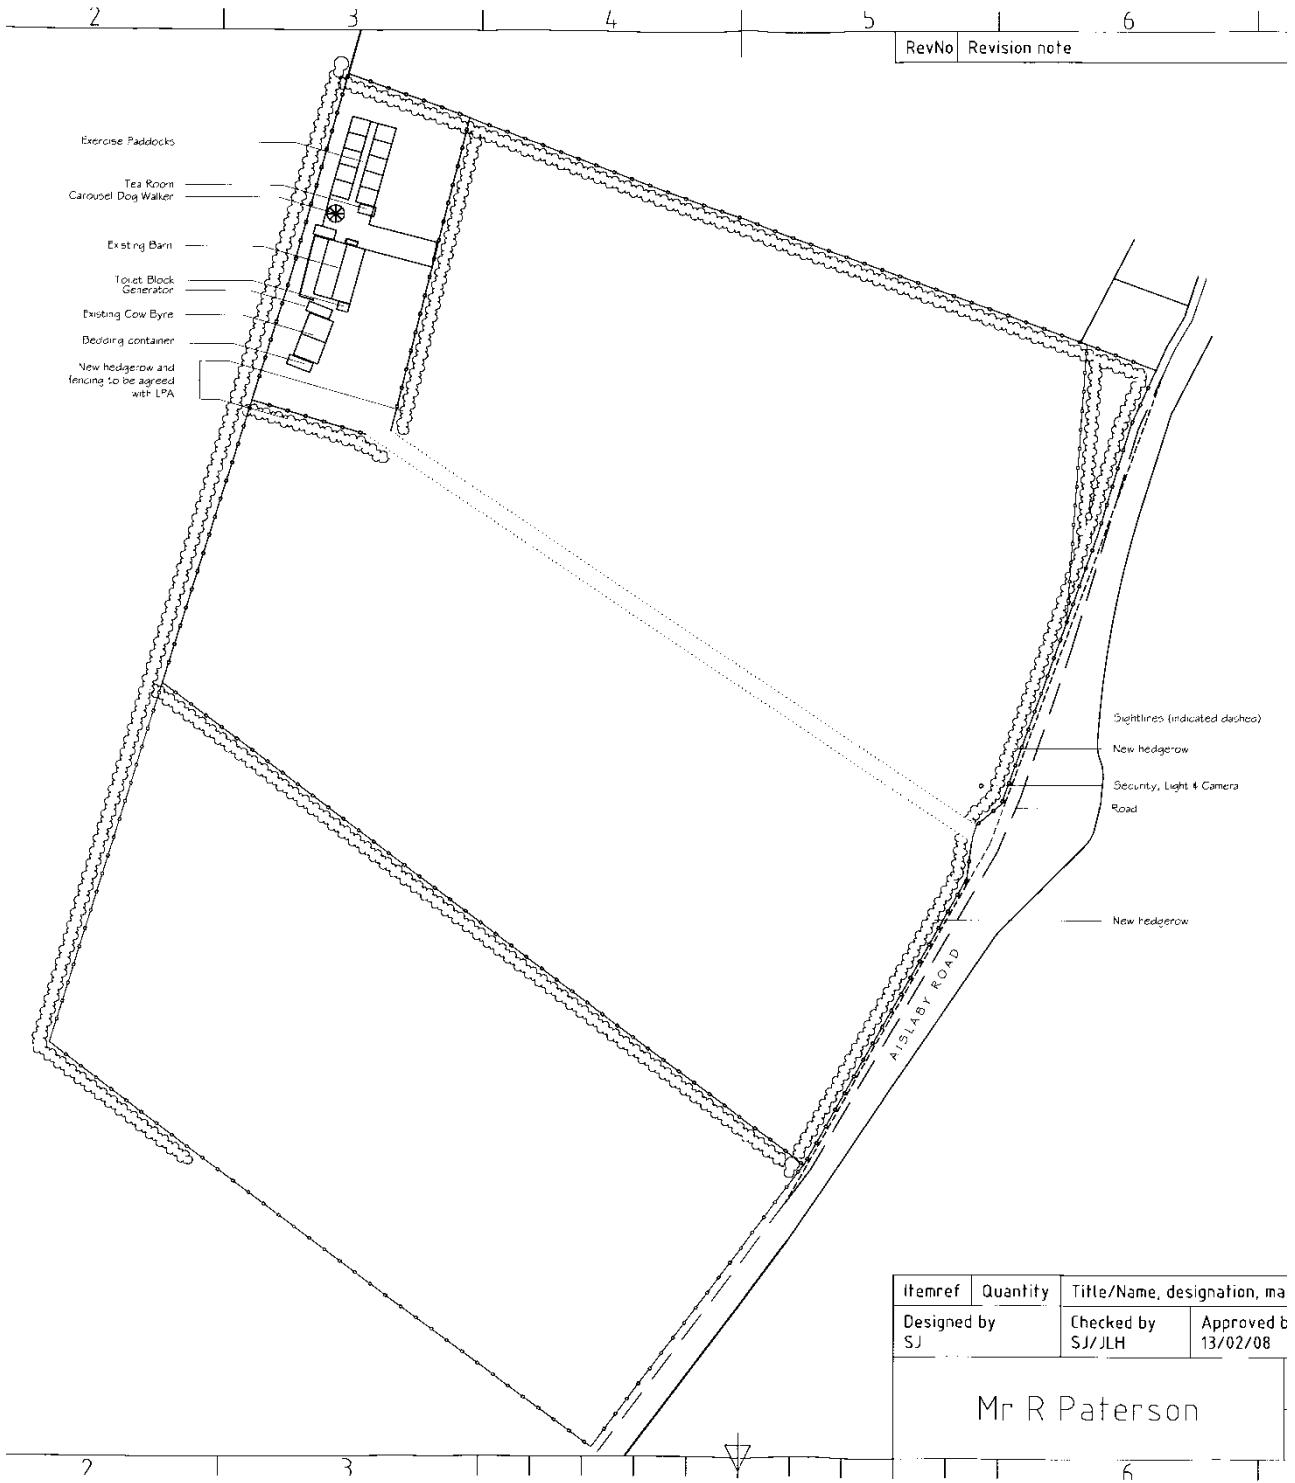 2 3 4 5 6
RevNo Revision note
Exercise Paddocks
Tea Room
Carousel Dog Walker
Existing Barn
Toilet Block
Generator
Existing Cow Byre
Bedding container
New hedgerow and
fencing to be agreed
with LPA
Sightlines (indicated dashed)
New hedgerow
Security, Light & Camera
Road
New hedgerow
AISLABY ROAD
Itemref Quantity Title/Name, designation, ma
Designed by Checked by Approved b
SJ SJ/JLH 13/02/08
Mr R Paterson
2 3 6